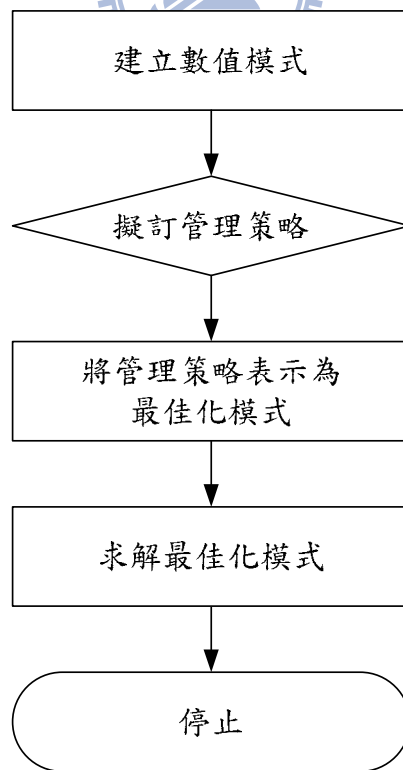 建立數值模式
擬訂管理策略
將管理策略表示為
最佳化模式
求解最佳化模式
停止